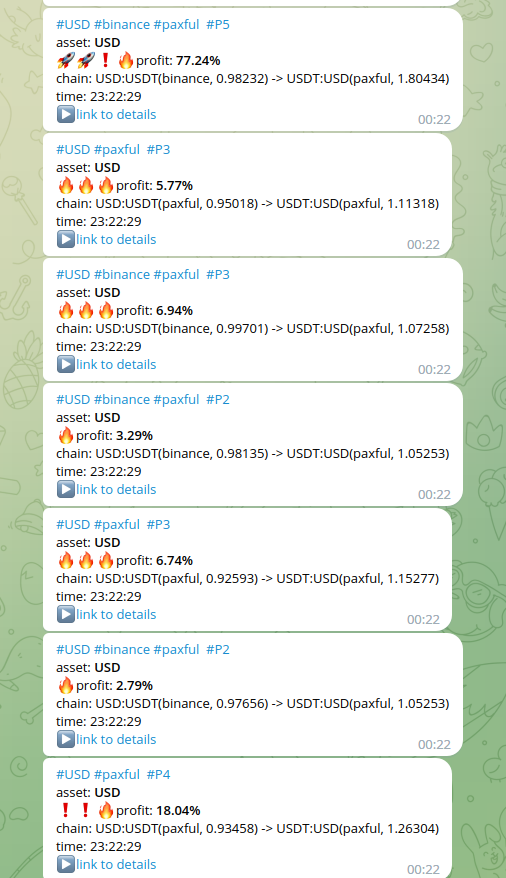 #USD #binance #paxful #P5
asset: USD
🚀🚀❗🔥profit: 77.24%
chain: USD:USDT(binance, 0.98232) -> USDT:USD(paxful, 1.80434)
time: 23:22:29
▶️link to details
00:22
#USD #paxful #P3
asset: USD
🔥🔥🔥profit: 5.77%
chain: USD:USDT(paxful, 0.95018) -> USDT:USD(paxful, 1.11318)
time: 23:22:29
▶️link to details
00:22
#USD #binance #paxful #P3
asset: USD
🔥🔥🔥profit: 6.94%
chain: USD:USDT(binance, 0.99701) -> USDT:USD(paxful, 1.07258)
time: 23:22:29
▶️link to details
00:22
#USD #binance #paxful #P2
asset: USD
🔥profit: 3.29%
chain: USD:USDT(binance, 0.98135) -> USDT:USD(paxful, 1.05253)
time: 23:22:29
▶️link to details
00:22
#USD #paxful #P3
asset: USD
🔥🔥🔥profit: 6.74%
chain: USD:USDT(paxful, 0.92593) -> USDT:USD(paxful, 1.15277)
time: 23:22:29
▶️link to details
00:22
#USD #binance #paxful #P2
asset: USD
🔥profit: 2.79%
chain: USD:USDT(binance, 0.97656) -> USDT:USD(paxful, 1.05253)
time: 23:22:29
▶️link to details
00:22
#USD #paxful #P4
asset: USD
❗❗🔥profit: 18.04%
chain: USD:USDT(paxful, 0.93458) -> USDT:USD(paxful, 1.26304)
time: 23:22:29
▶️link to details
00:22